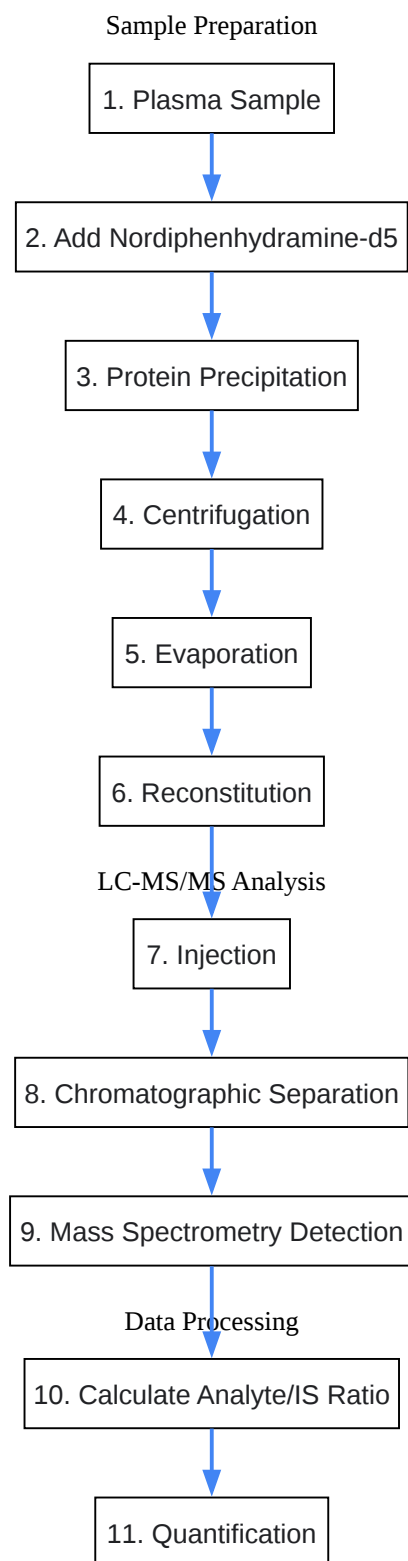 Sample Preparation
1. Plasma Sample
2. Add Nordiphenhydramine-d5
3. Protein Precipitation
4. Centrifugation
5. Evaporation
6. Reconstitution
LC-MS/MS Analysis
7. Injection
8. Chromatographic Separation
9. Mass Spectrometry Detection
Data Processing
10. Calculate Analyte/IS Ratio
11. Quantification